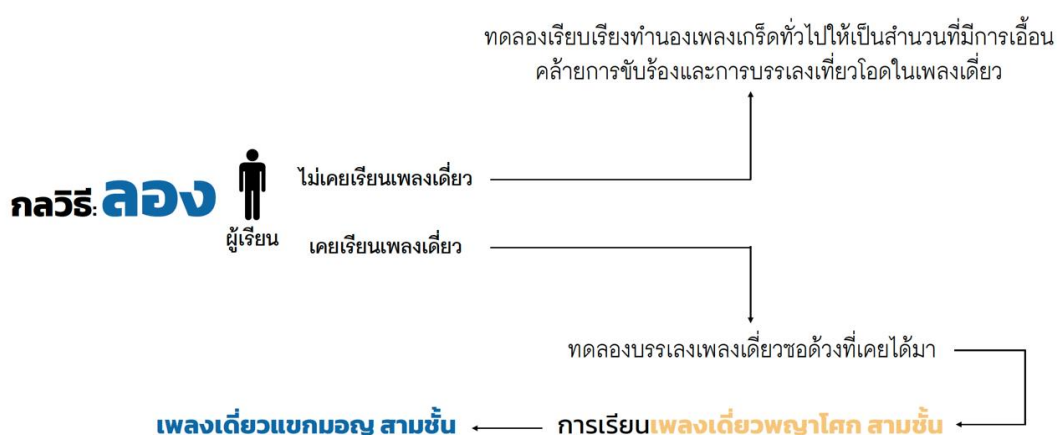 ทดลองเรียบเรียงทำนองเพลงเกร็ดทั่วไปให้เป็นสำนวนที่มีการเอื้อน
คล้ายการขับร้องและการบรรเลงเที่ยวโอดในเพลงเดี่ยว
กลวิธี: ลอง
ผู้เรียน
ไม่เคยเรียนเพลงเดี่ยว
เคยเรียนเพลงเดี่ยว
ทดลองบรรเลงเพลงเดี่ยวซอด้วงที่เคยได้มา
การเรียนเพลงเดี่ยวพญาโศก สามชั้น
เพลงเดี่ยวแขกมอญ สามชั้น